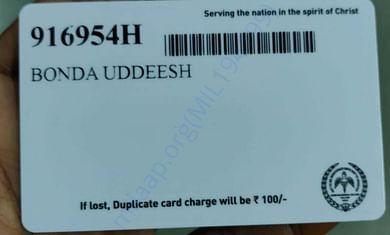 Serving the nation in the spirit of Christ
916954H
BONDA UDDEESH
If lost, Duplicate card charge will be ₹ 100/-